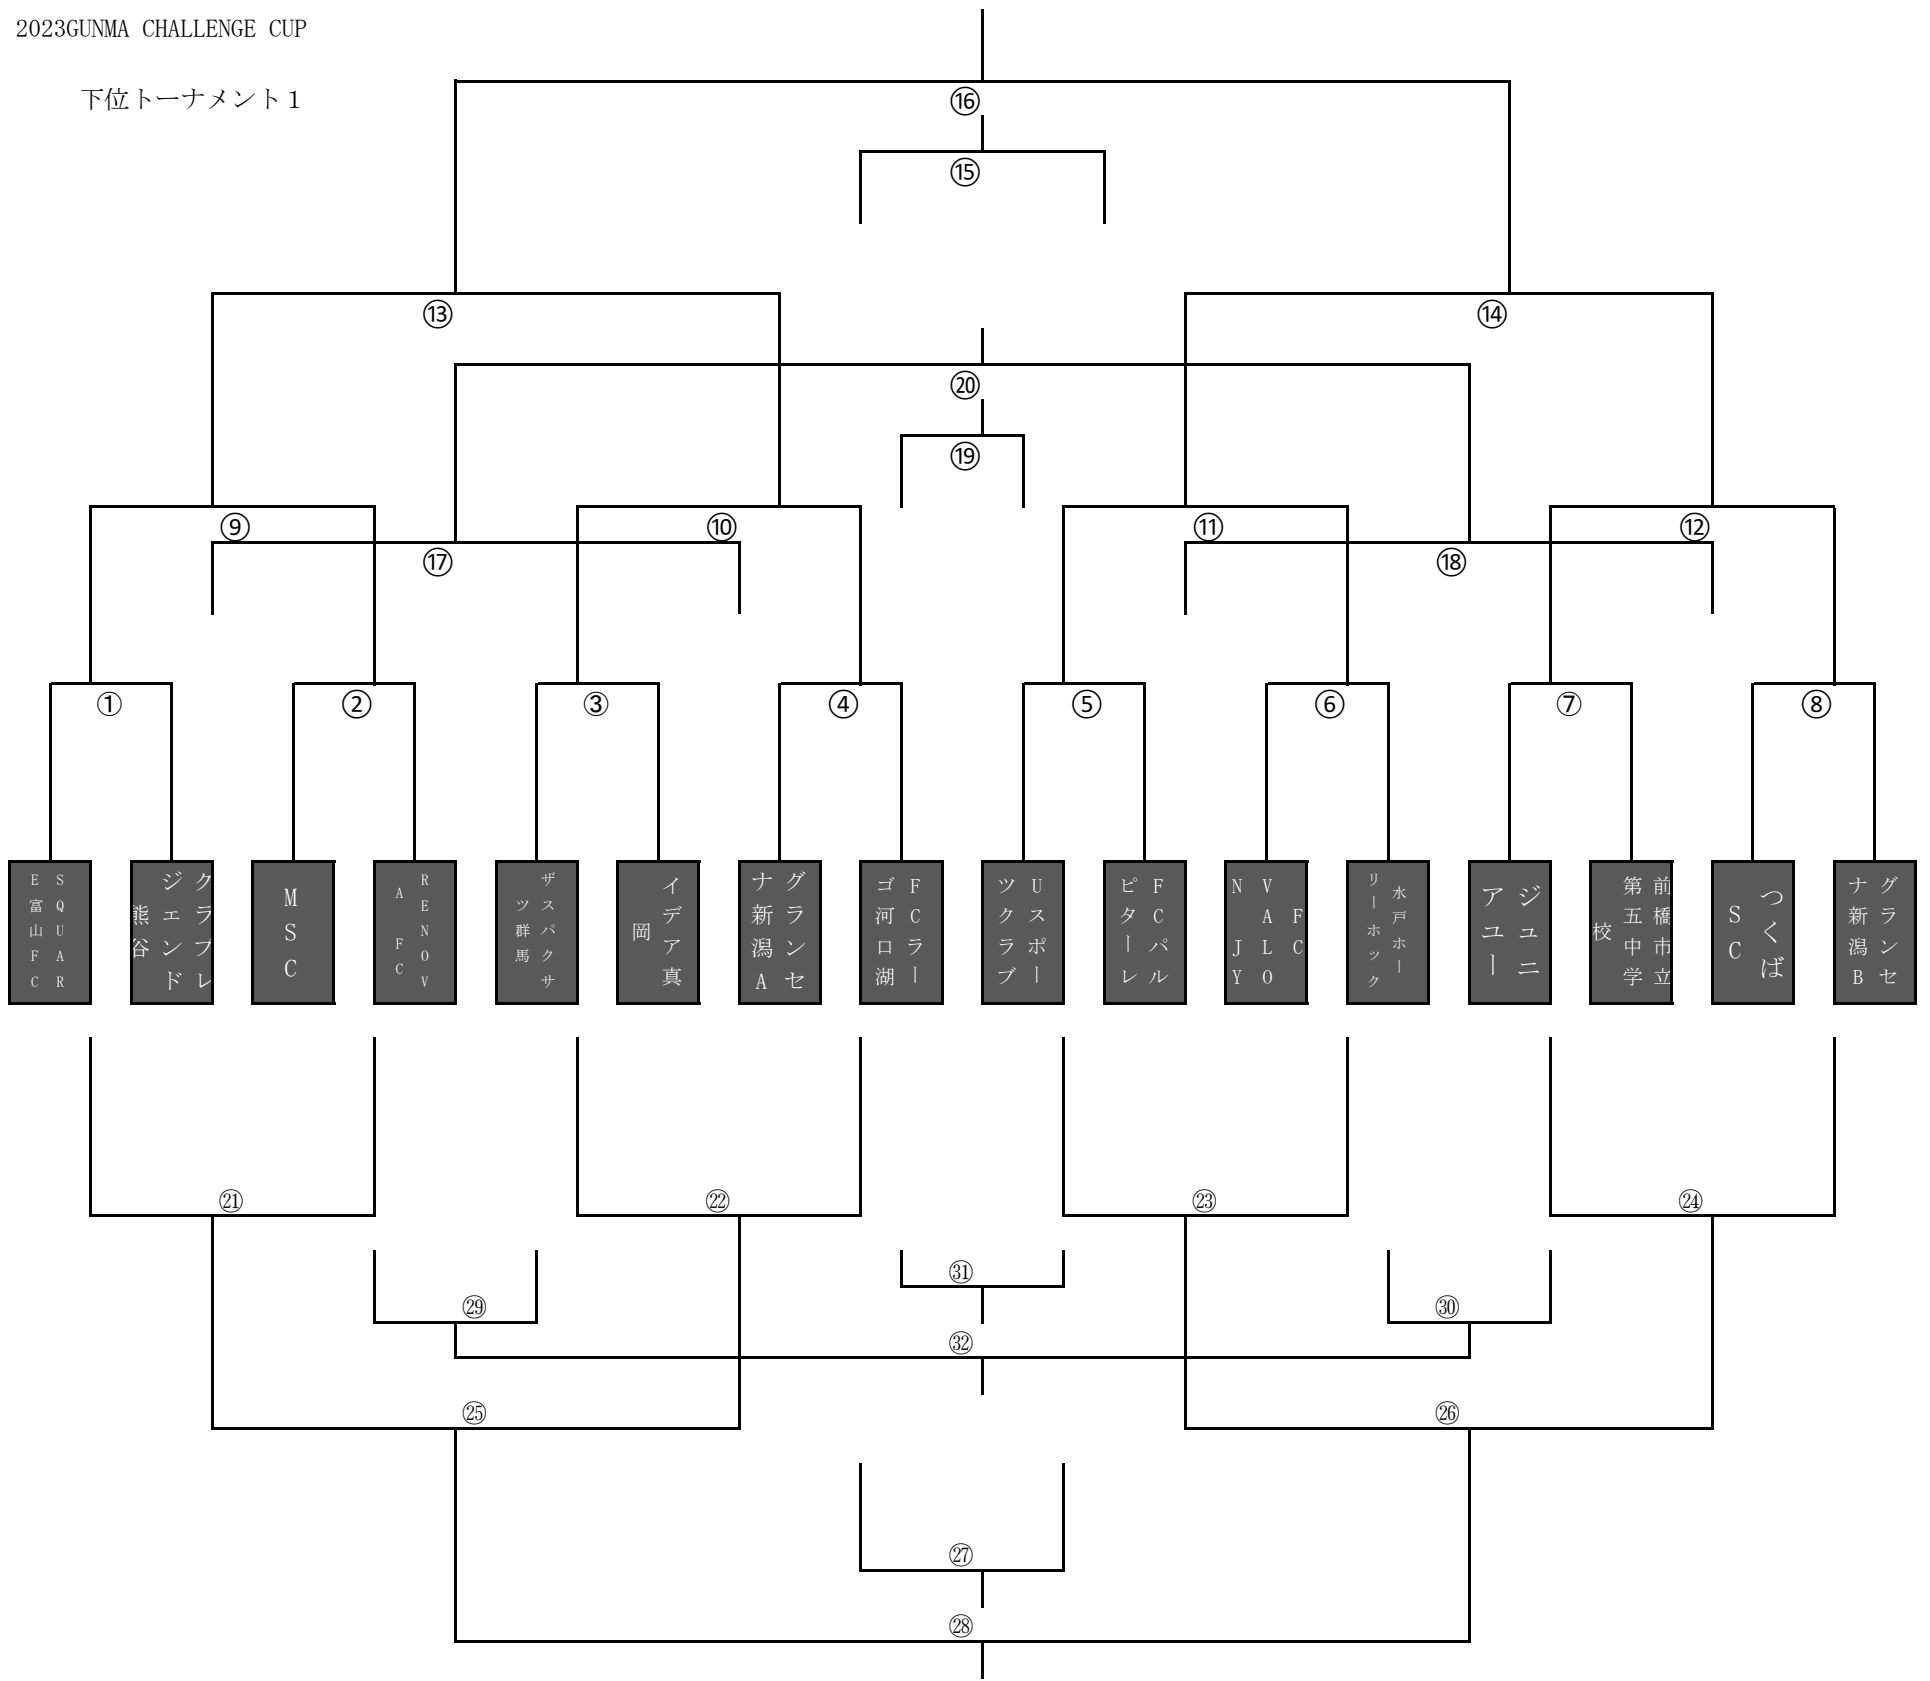 2023GUNMA CHALLENGE CUP
下位トーナメント１
⑯
⑮
⑬
⑭
⑳
⑲
⑨
⑩
⑪
⑫
⑰
⑱
①
②
③
④
⑤
⑥
⑦
⑧
SQUAR
E富山FC
クラブレ
ジェンド
熊谷
MSC
RENOV
A FC
ザスパクサ
ツ群馬
イデア真
岡
グランセ
ナ新潟A
FCラー
ゴ河口湖
Uスポー
ツクラブ
FCパル
ピターレ
FC
VALO
N JY
水戸ホー
リーホック
ジュニ
アユー
前橋市立
第五中学
校
つくば
SC
グランセ
ナ新潟B
㉑
㉒
㉓
㉔
㉛
㉙
㉚
㉜
㉕
㉖
㉗
㉘